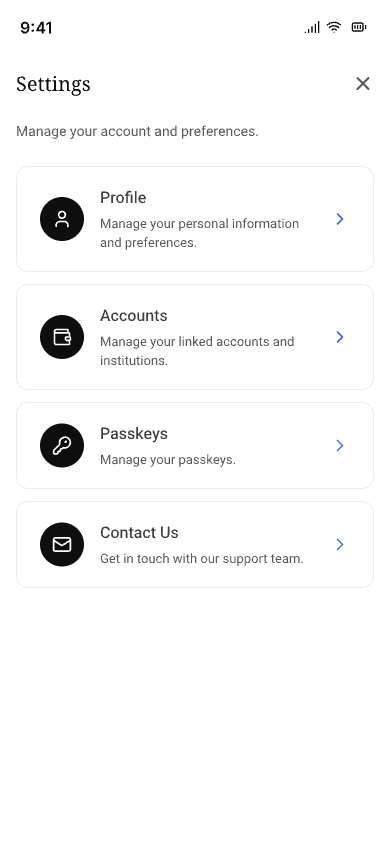 9:41
Settings
Manage your account and preferences.
Profile
Manage your personal information
and preferences.
Accounts
Manage your linked accounts and
institutions.
Passkeys
Manage your passkeys.
Contact Us
Get in touch with our support team.